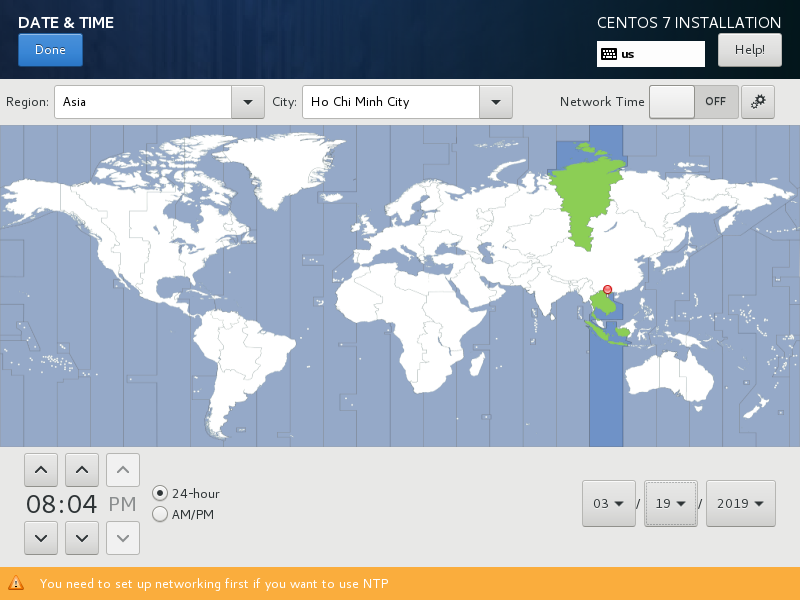 DATE & TIME
CENTOS 7 INSTALLATION
Done
us
Help!
Region: Asia
City: Ho Chi Minh City
Network Time OFF
08:04 PM
24-hour
AM/PM
03 / 19 / 2019
You need to set up networking first if you want to use NTP